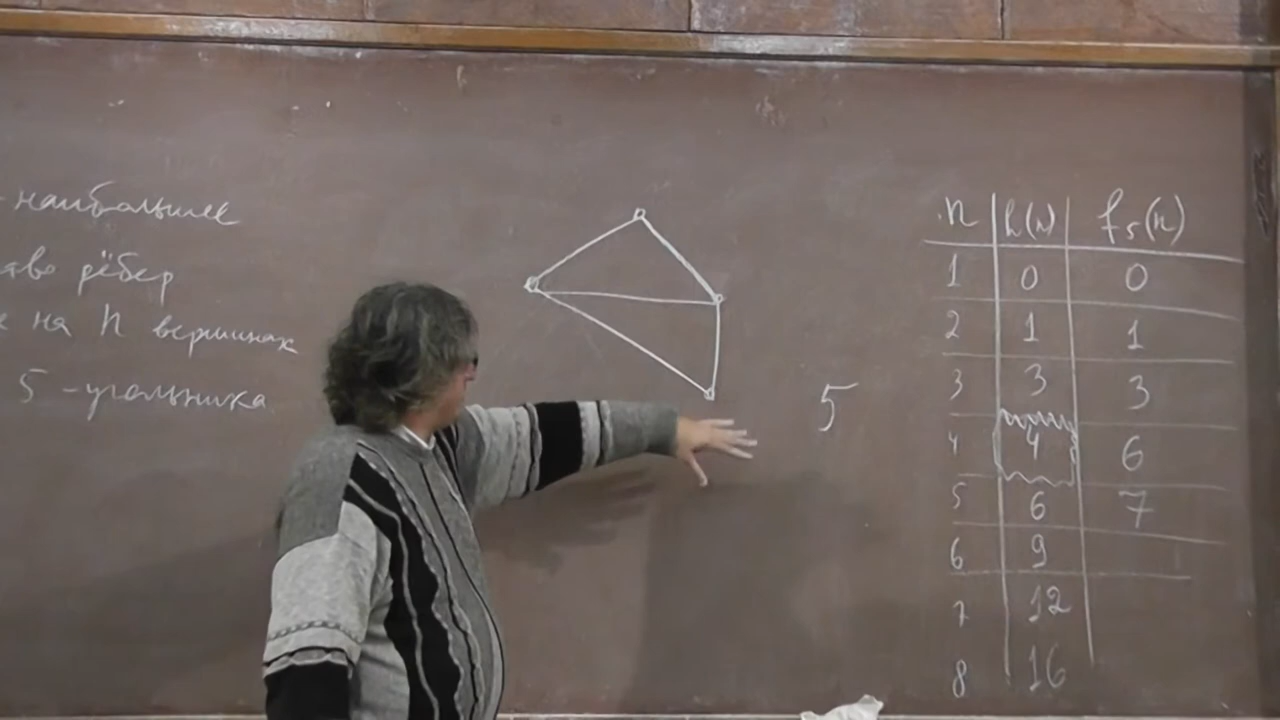 - наибольшее
рёбер
на n вершинах
5 - угольника
5
n h(n) f₅(n)
1 0 0
2 1 1
3 3 3
4 4 6
5 6 7
6 9
7 12
8 16